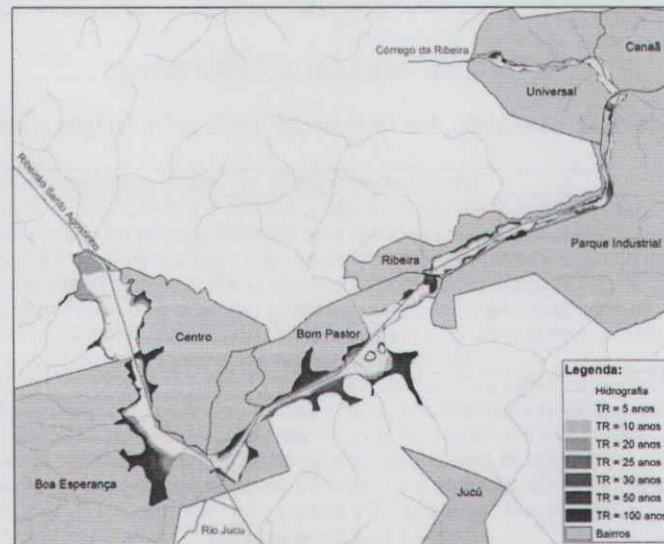 Canaã
Córrego da Ribeira
Universal
Ribeirão Santo Agostinho
Parque Industrial
Ribeira
Centro
Bom Pastor
Boa Esperança
Jucú
Rio Jucu
Legenda:
Hidrografia
TR = 5 anos
TR = 10 anos
TR = 20 anos
TR = 25 anos
TR = 30 anos
TR = 50 anos
TR = 100 anos
Bairros